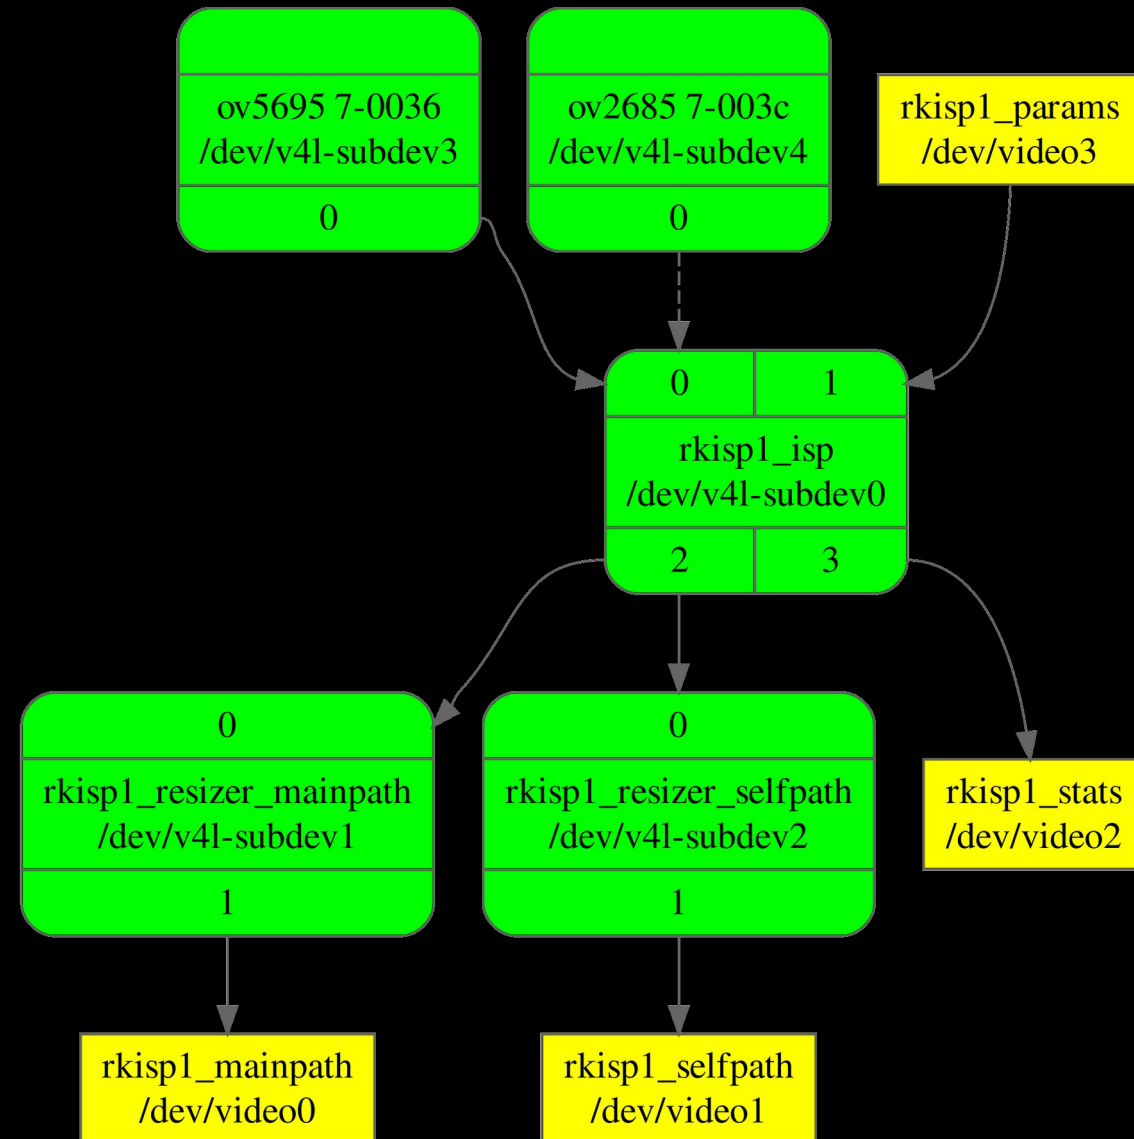 ov5695 7-0036
/dev/v4l-subdev3
0
ov2685 7-003c
/dev/v4l-subdev4
0
rkisp1_params
/dev/video3
0
1
rkisp1_isp
/dev/v4l-subdev0
2
3
0
rkisp1_resizer_mainpath
/dev/v4l-subdev1
1
0
rkisp1_resizer_selfpath
/dev/v4l-subdev2
1
rkisp1_stats
/dev/video2
rkisp1_mainpath
/dev/video0
rkisp1_selfpath
/dev/video1